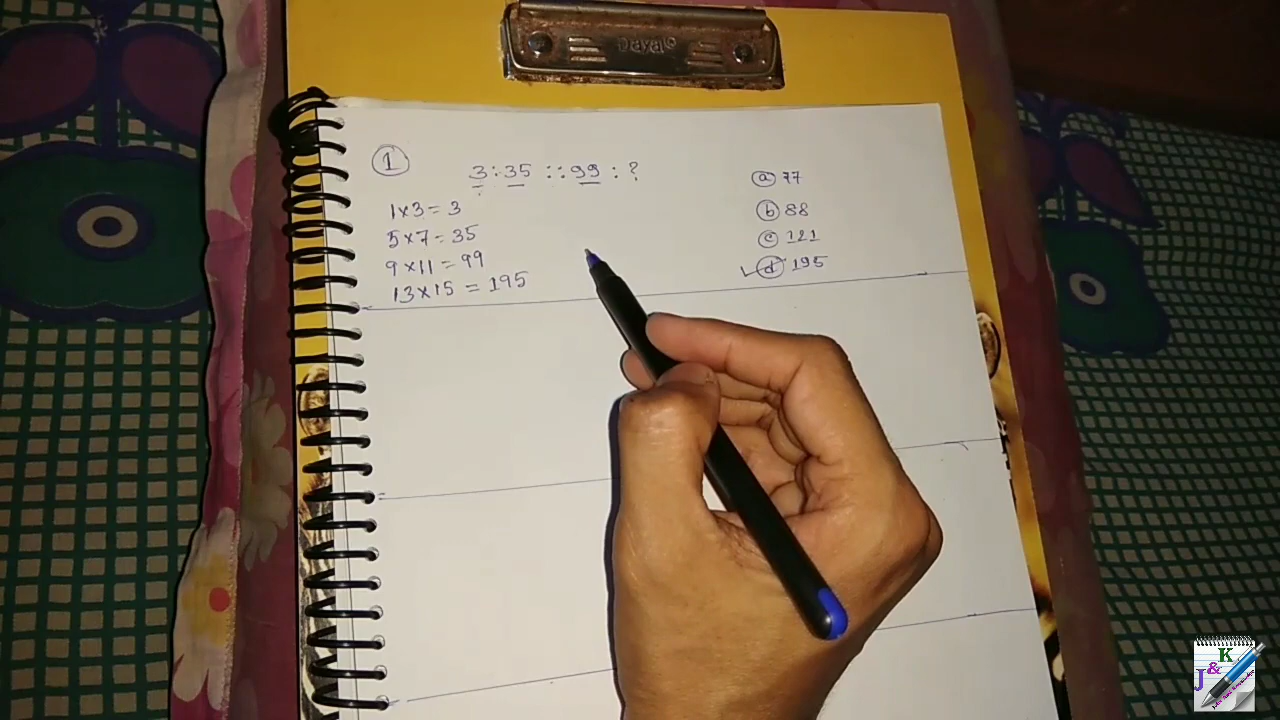 Dayal©
1
3 : 35 :: 99 : ?
1×3 = 3
5×7 = 35
9×11 = 99
13×15 = 195
a 77
b 88
c 121
d 195
J & K